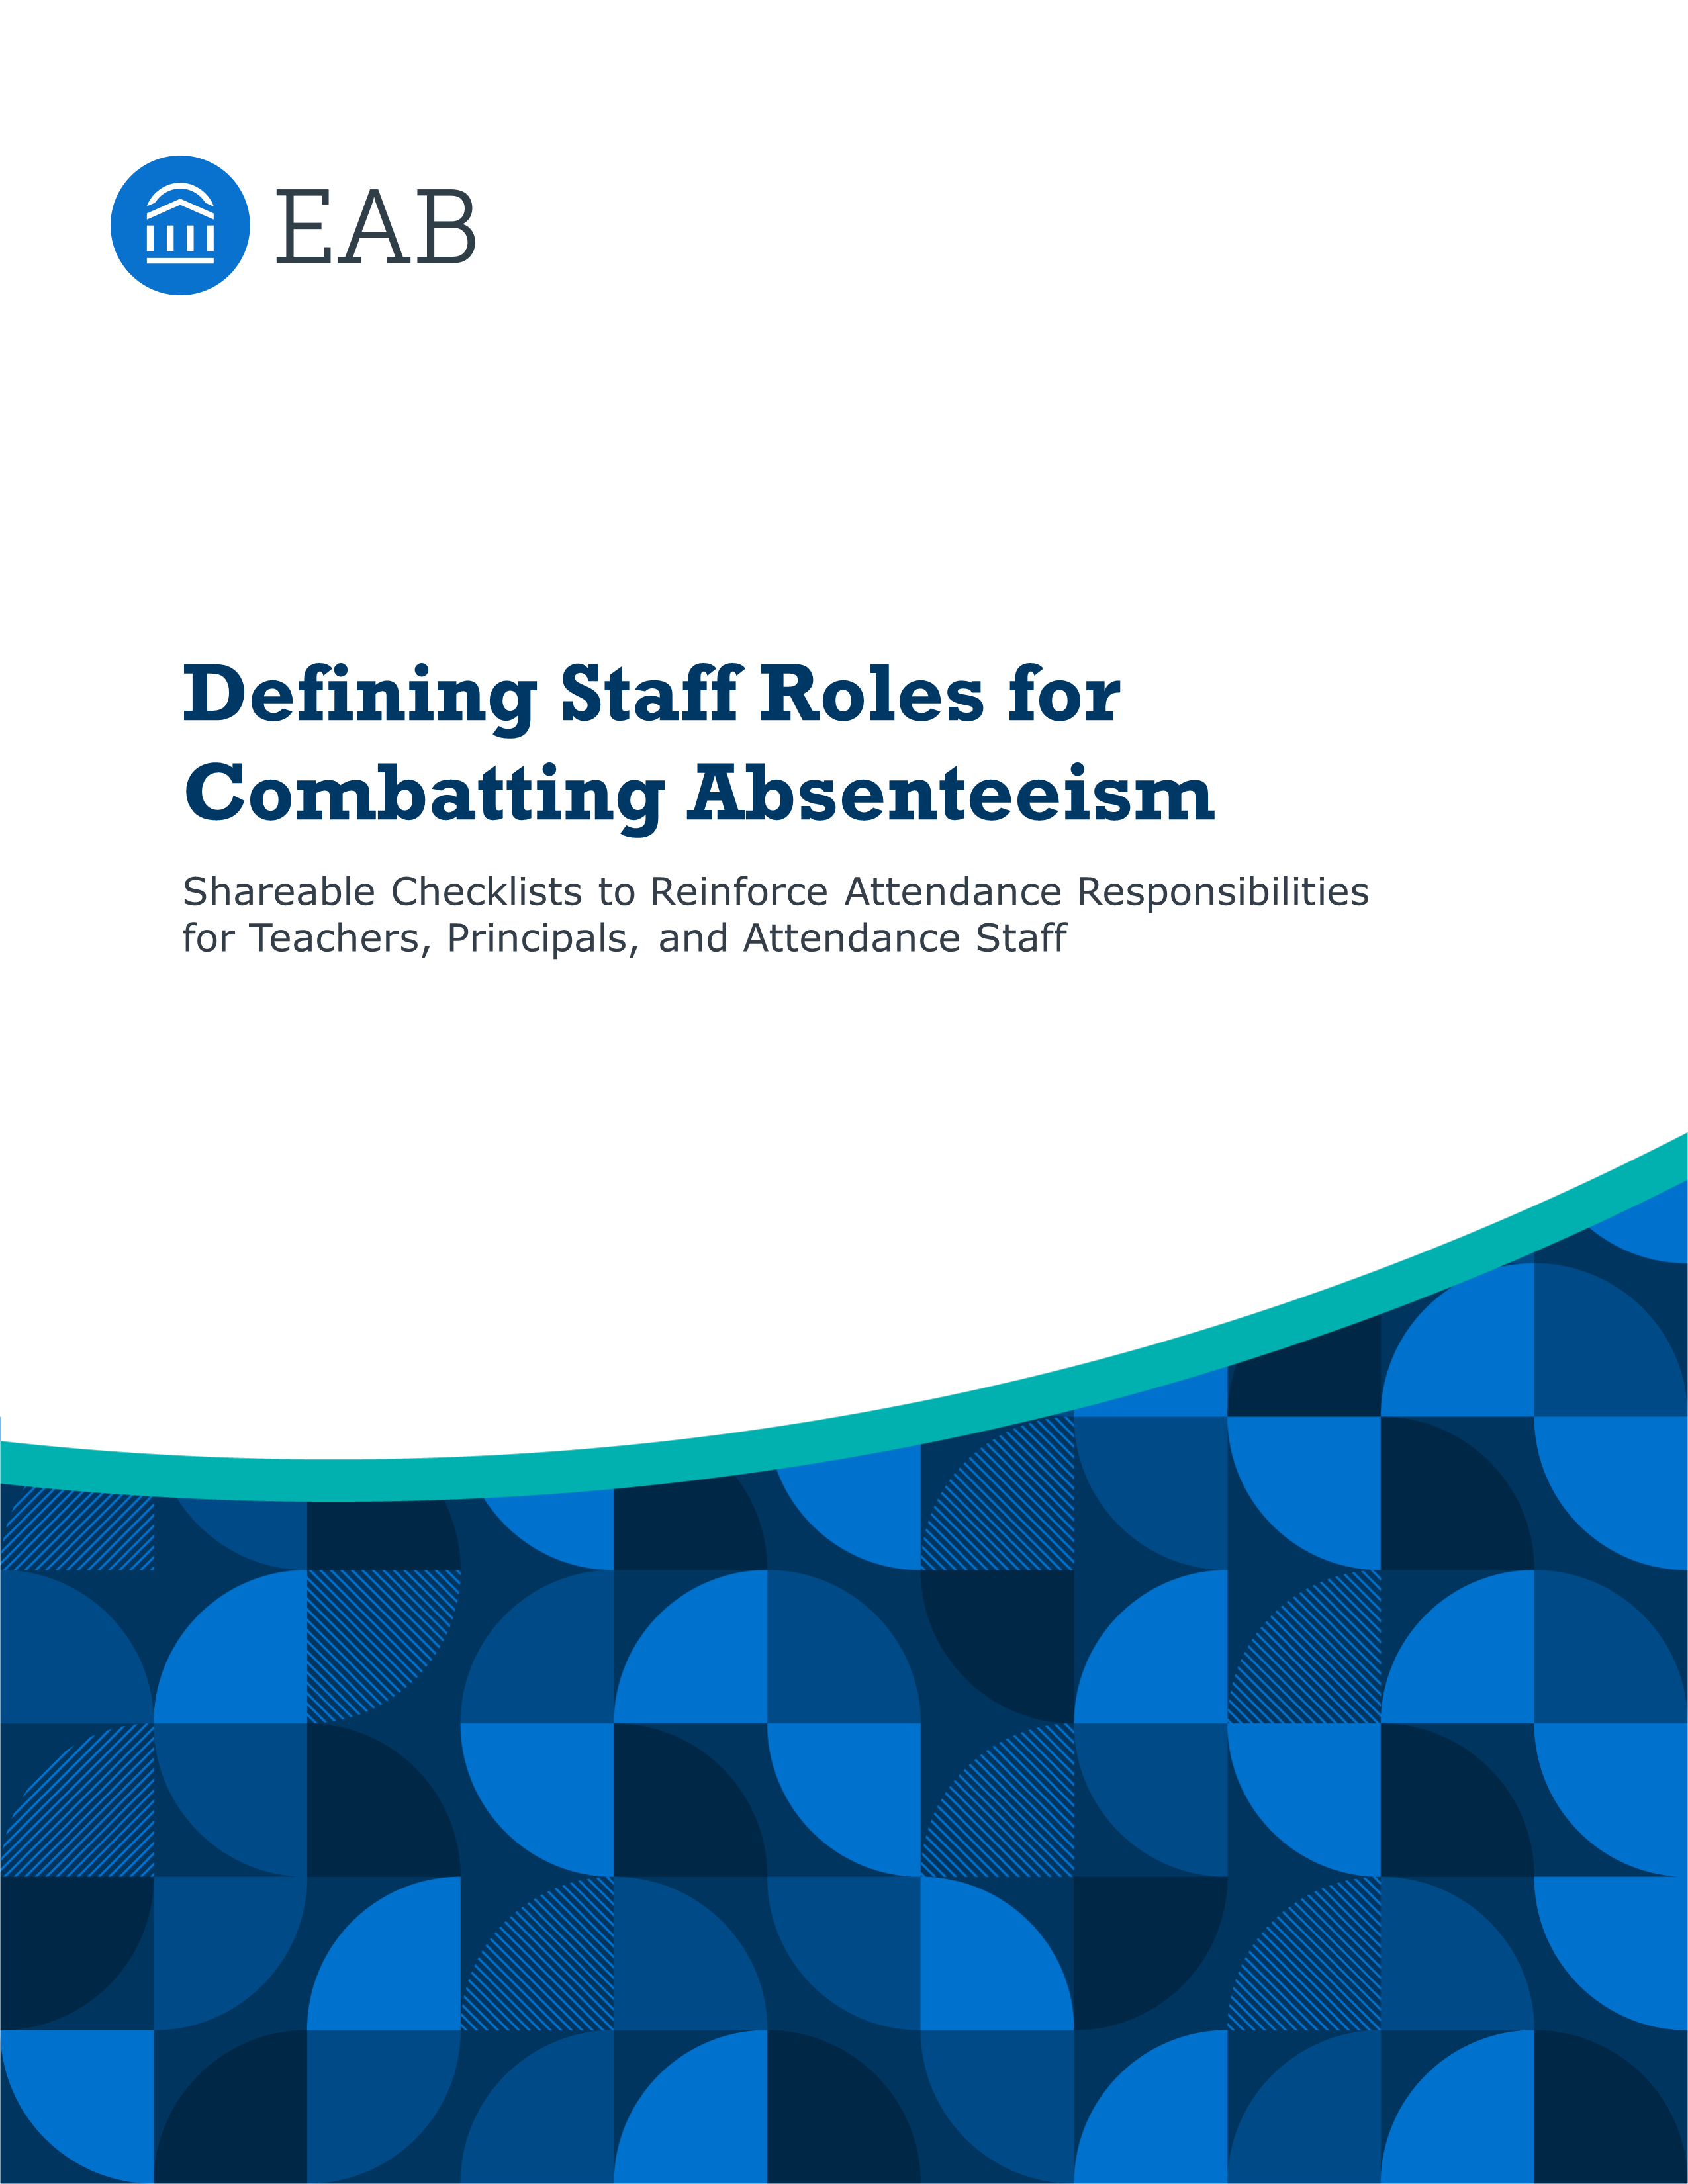 EAB
Defining Staff Roles for
Combatting Absenteeism
Shareable Checklists to Reinforce Attendance Responsibilities
for Teachers, Principals, and Attendance Staff